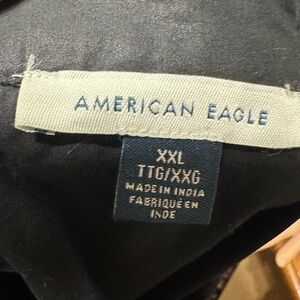 AMERICAN EAGLE
XXL
TTG/XXG
MADE IN INDIA
FABRIQUÉ EN
INDE